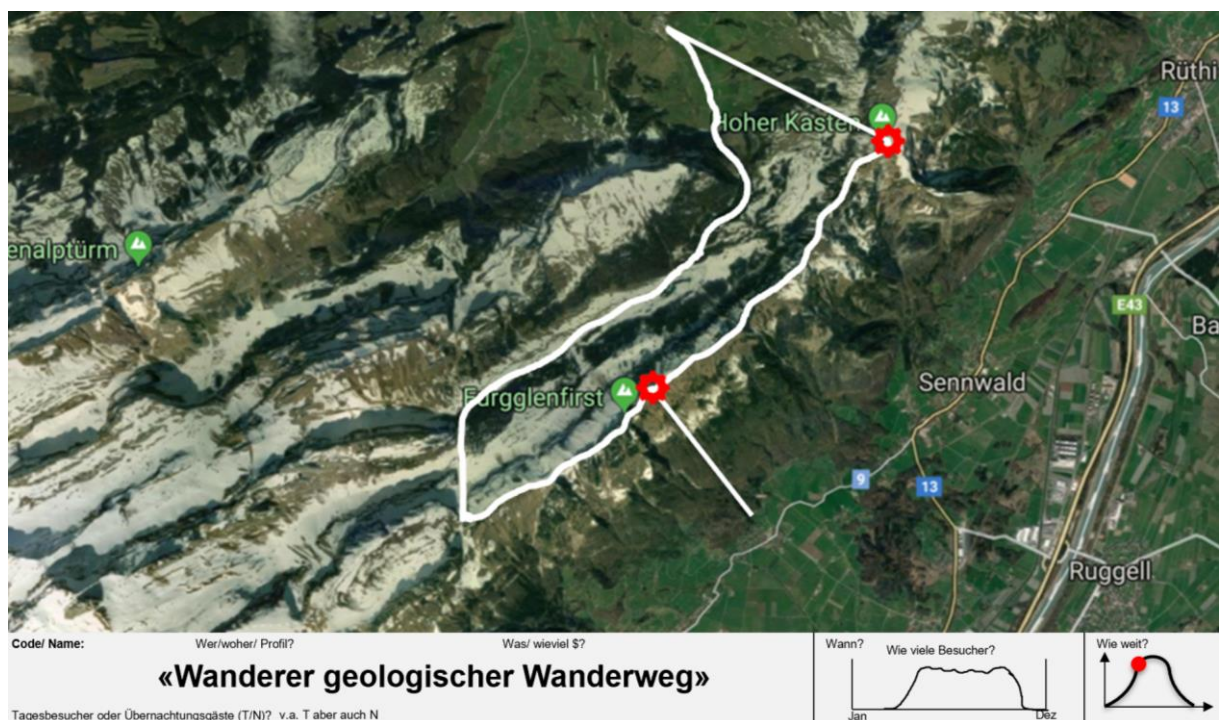 Rüthi
13
Hoher Kasten
enalptürm
E43
Ba
Sennwald
Furgglenfirst
9
13
Ruggell
Code/ Name:
Wer/woher/ Profil?
Was/ wieviel $?
«Wanderer geologischer Wanderweg»
Tagesbesucher oder Übernachtungsgäste (T/N)? v.a. T aber auch N
Wann?
Wie viele Besucher?
Jan
Dez
Wie weit?